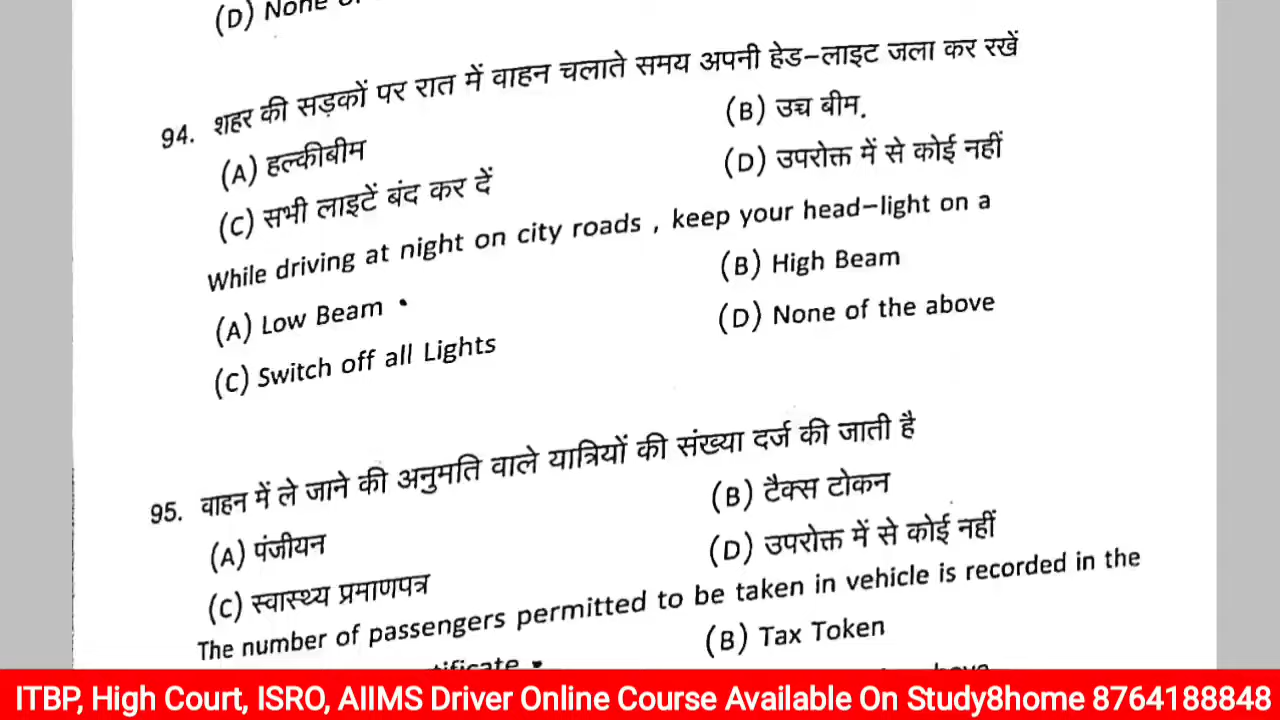 (D) None
94. शहर की सड़कों पर रात में वाहन चलाते समय अपनी हेड-लाइट जला कर रखें
(A) हल्कीबीम (B) उच्च बीम.
(C) सभी लाइटें बंद कर दें (D) उपरोक्त में से कोई नहीं
While driving at night on city roads , keep your head-light on a
(A) Low Beam • (B) High Beam
(C) Switch off all Lights (D) None of the above
95. वाहन में ले जाने की अनुमति वाले यात्रियों की संख्या दर्ज की जाती है
(A) पंजीयन (B) टैक्स टोकन
(C) स्वास्थ्य प्रमाणपत्र (D) उपरोक्त में से कोई नहीं
The number of passengers permitted to be taken in vehicle is recorded in the
(B) Tax Token
ITBP, High Court, ISRO, AIIMS Driver Online Course Available On Study8home 8764188848